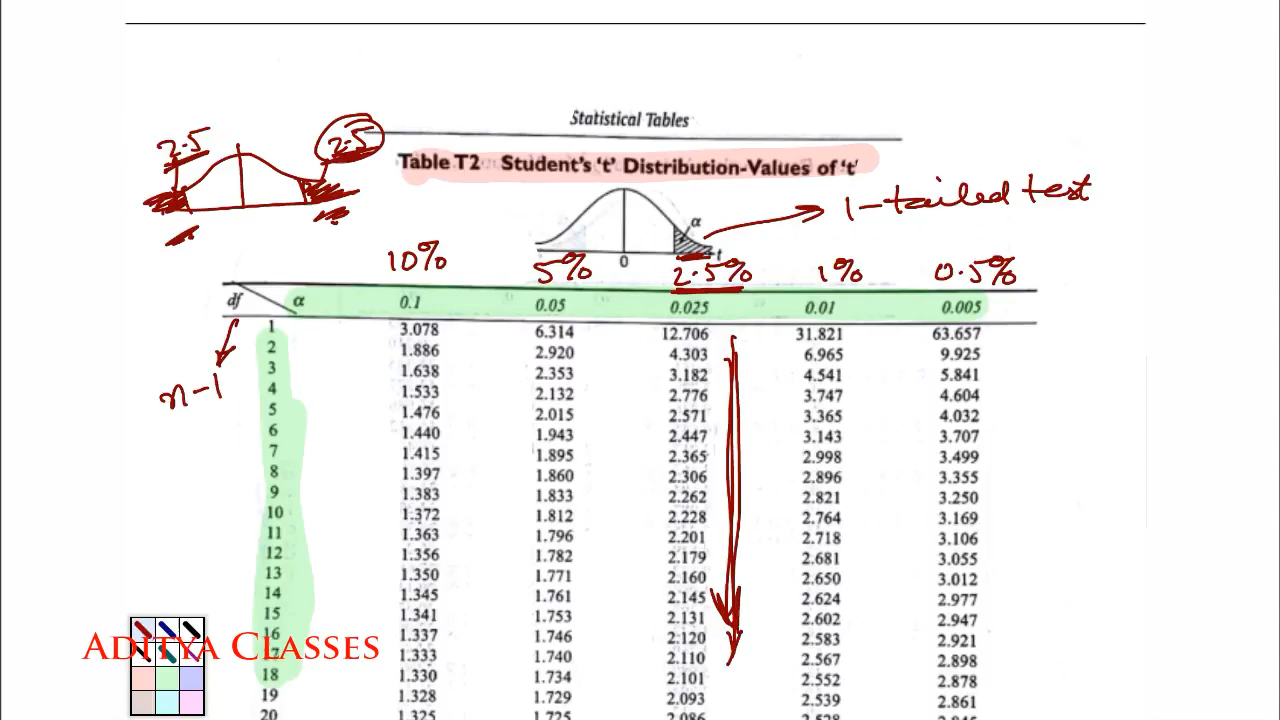 Statistical Tables
2.5 2.5
Table T2 Student's 't' Distribution-Values of 't'
α
1-tailed test
0 t
10% 5% 2.5% 1% 0.5%
df α 0.1 0.05 0.025 0.01 0.005
1 3.078 6.314 12.706 31.821 63.657
2 1.886 2.920 4.303 6.965 9.925
3 1.638 2.353 3.182 4.541 5.841
n-1
4 1.533 2.132 2.776 3.747 4.604
5 1.476 2.015 2.571 3.365 4.032
6 1.440 1.943 2.447 3.143 3.707
7 1.415 1.895 2.365 2.998 3.499
8 1.397 1.860 2.306 2.896 3.355
9 1.383 1.833 2.262 2.821 3.250
10 1.372 1.812 2.228 2.764 3.169
11 1.363 1.796 2.201 2.718 3.106
12 1.356 1.782 2.179 2.681 3.055
13 1.350 1.771 2.160 2.650 3.012
14 1.345 1.761 2.145 2.624 2.977
15 1.341 1.753 2.131 2.602 2.947
16 1.337 1.746 2.120 2.583 2.921
ADITYA CLASSES
17 1.333 1.740 2.110 2.567 2.898
18 1.330 1.734 2.101 2.552 2.878
19 1.328 1.729 2.093 2.539 2.861
20 1.325 1.725 2.086 2.528